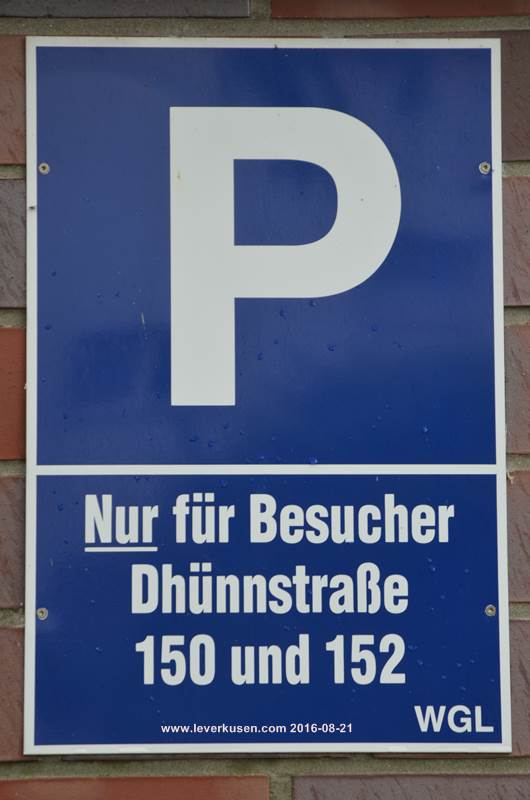 P
Nur für Besucher
Dhünnstraße
150 und 152
WGL
www.leverkusen.com 2016-08-21